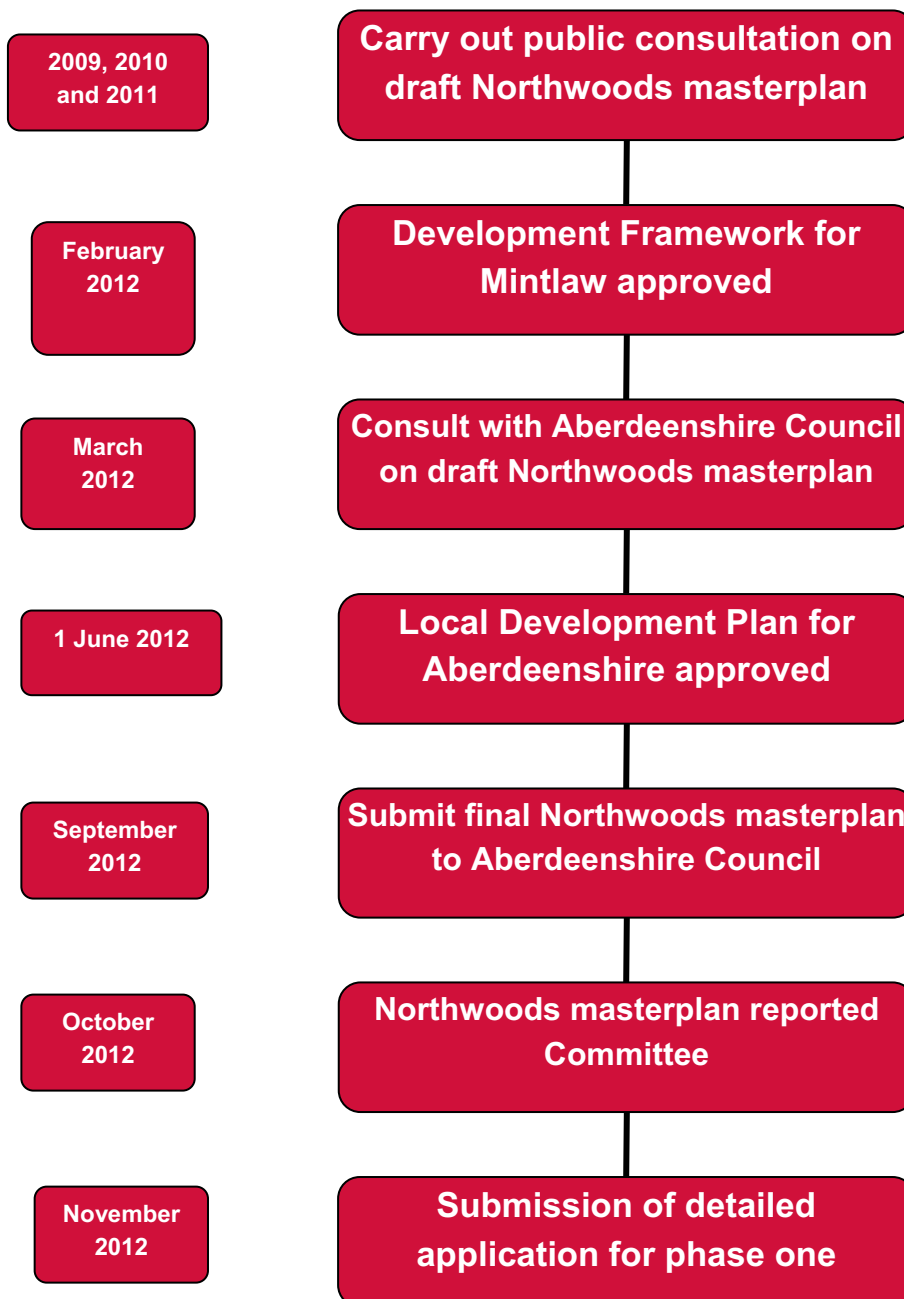 2009, 2010
and 2011
Carry out public consultation on
draft Northwoods masterplan
February
2012
Development Framework for
Mintlaw approved
March
2012
Consult with Aberdeenshire Council
on draft Northwoods masterplan
1 June 2012
Local Development Plan for
Aberdeenshire approved
September
2012
Submit final Northwoods masterplan
to Aberdeenshire Council
October
2012
Northwoods masterplan reported
Committee
November
2012
Submission of detailed
application for phase one